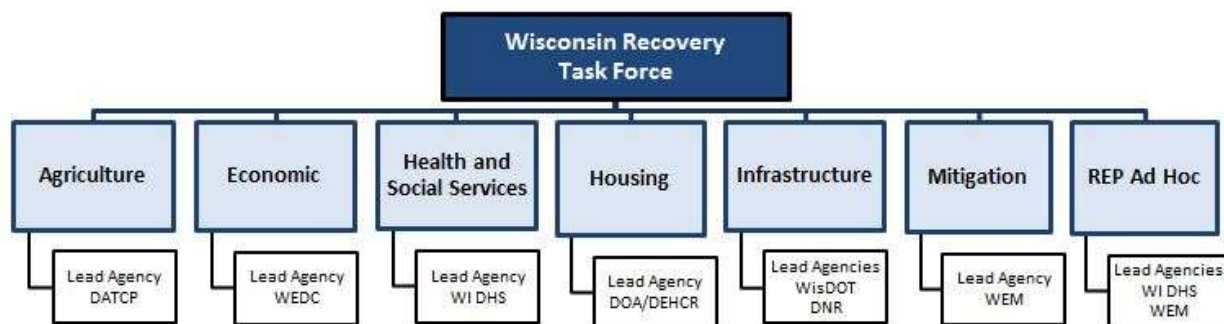 Wisconsin Recovery
Task Force
Agriculture
Economic
Health and
Social Services
Housing
Infrastructure
Mitigation
REP Ad Hoc
Lead Agency
DATCP
Lead Agency
WEDC
Lead Agency
WI DHS
Lead Agency
DOA/DEHCR
Lead Agencies
WisDOT
DNR
Lead Agency
WEM
Lead Agencies
WI DHS
WEM